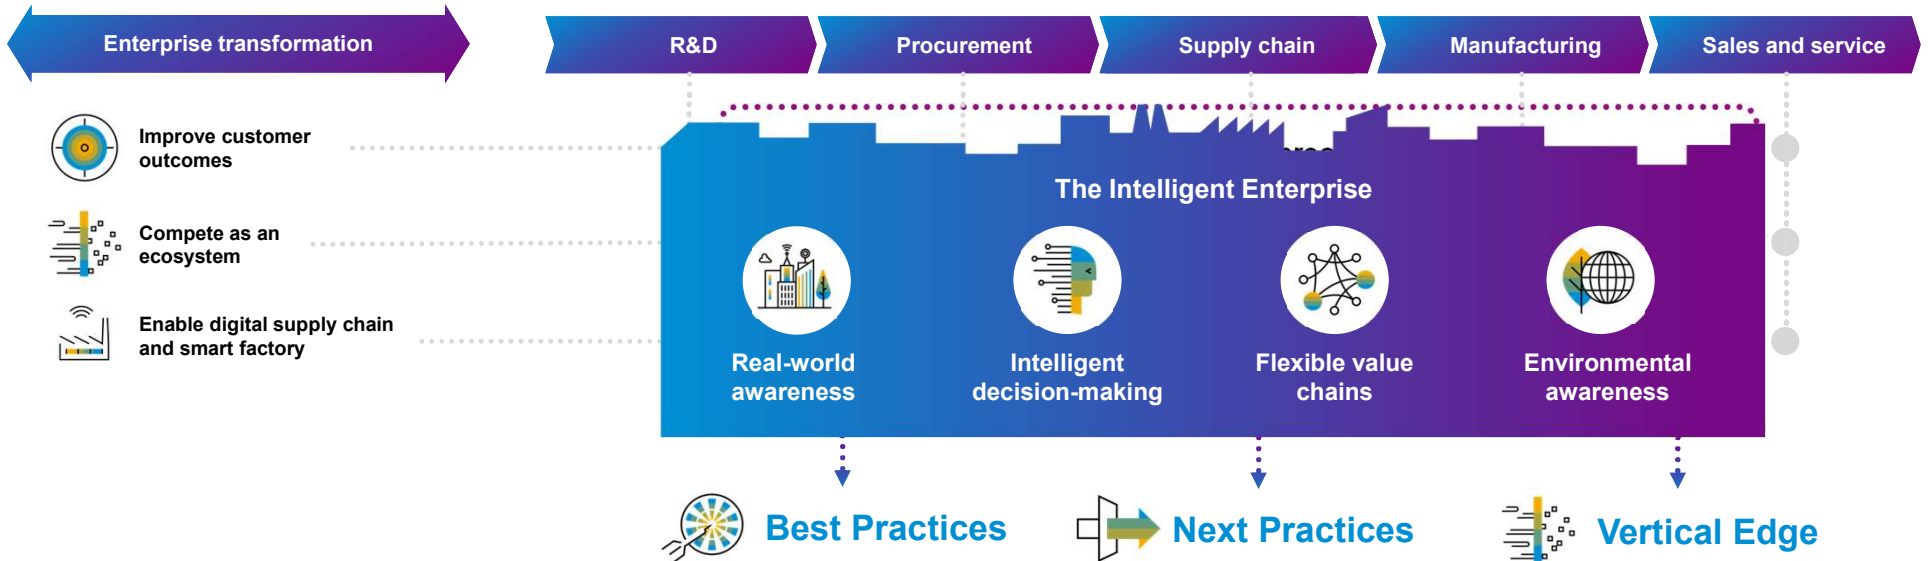 Enterprise transformation
R&D
Procurement
Supply chain
Manufacturing
Sales and service
Improve customer
outcomes
Compete as an
ecosystem
Enable digital supply chain
and smart factory
The Intelligent Enterprise
Real-world
awareness
Intelligent
decision-making
Flexible value
chains
Environmental
awareness
Best Practices
Next Practices
Vertical Edge